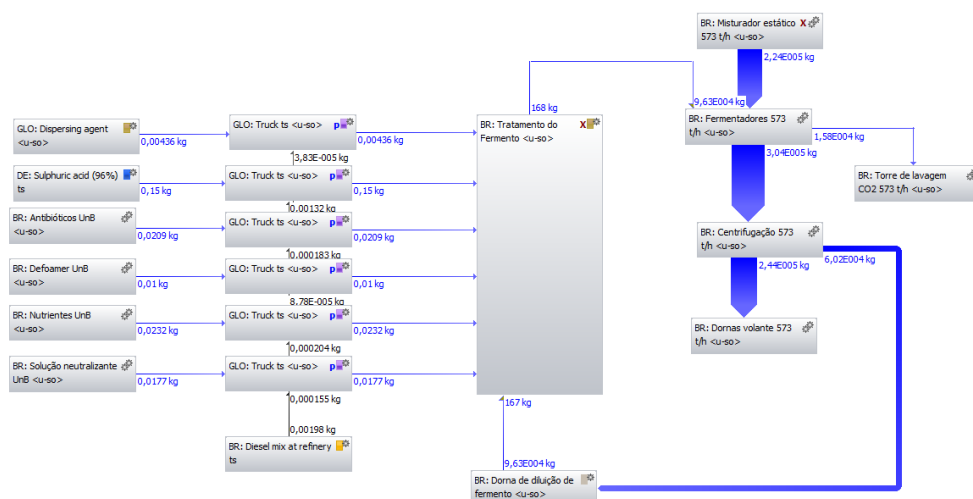 BR: Misturador estático X
573 t/h <u-so>
2,24E005 kg
168 kg
9,63E004 kg
GLO: Dispersing agent
<u-so>
0,00436 kg
GLO: Truck ts <u-so> p
0,00436 kg
BR: Tratamento do X
Fermento <u-so>
BR: Fermentadores 573
t/h <u-so>
1,58E004 kg
3,04E005 kg
3,83E-005 kg
DE: Sulphuric acid (96%)
ts
0,15 kg
GLO: Truck ts <u-so> p
0,15 kg
BR: Torre de lavagem
CO2 573 t/h <u-so>
0,00132 kg
BR: Antibióticos UnB
<u-so>
0,0209 kg
GLO: Truck ts <u-so> p
0,0209 kg
BR: Centrifugação 573
t/h <u-so>
6,02E004 kg
2,44E005 kg
0,000183 kg
BR: Defoamer UnB
<u-so>
0,01 kg
GLO: Truck ts <u-so> p
0,01 kg
8,78E-005 kg
BR: Nutrientes UnB
<u-so>
0,0232 kg
GLO: Truck ts <u-so> p
0,0232 kg
BR: Dornas volante 573
t/h <u-so>
0,000204 kg
BR: Solução neutralizante
UnB <u-so>
0,0177 kg
GLO: Truck ts <u-so> p
0,0177 kg
0,000155 kg
167 kg
0,00198 kg
BR: Diesel mix at refinery
ts
9,63E004 kg
BR: Dorna de diluição de
fermento <u-so>